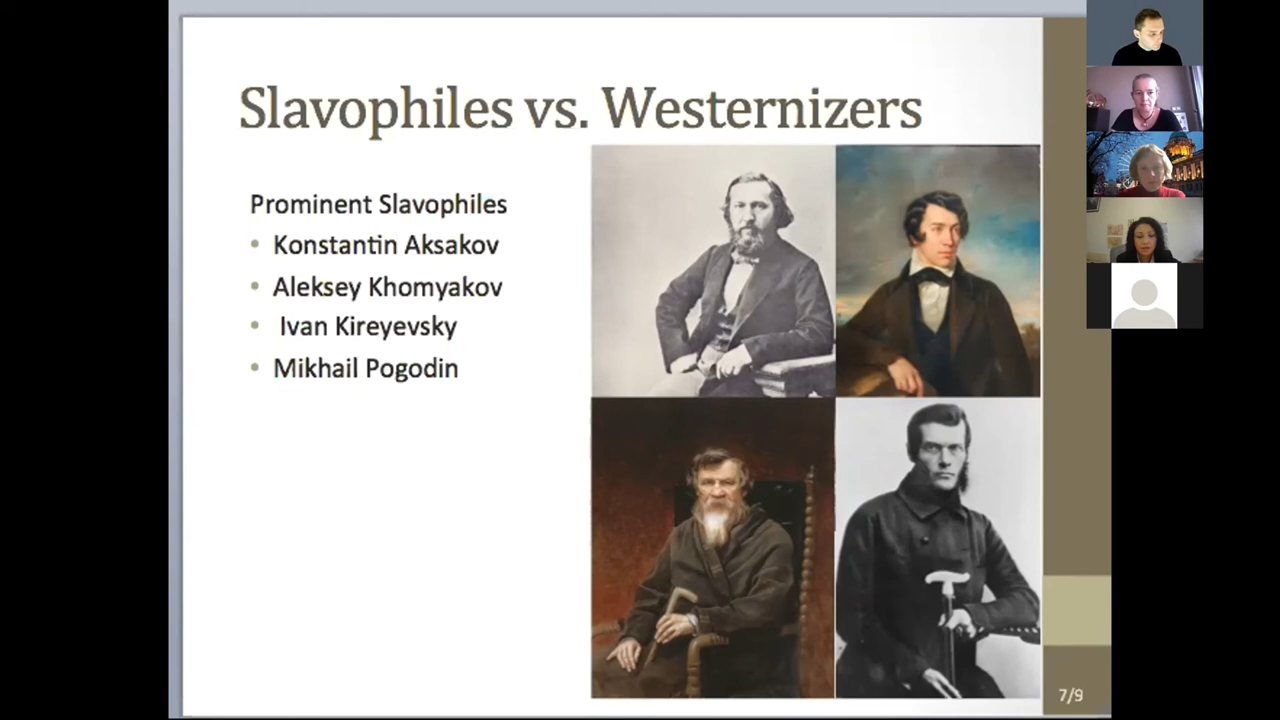 Slavophiles vs. Westernizers
Prominent Slavophiles
• Konstantin Aksakov
• Aleksey Khomyakov
• Ivan Kireyevsky
• Mikhail Pogodin
7/9